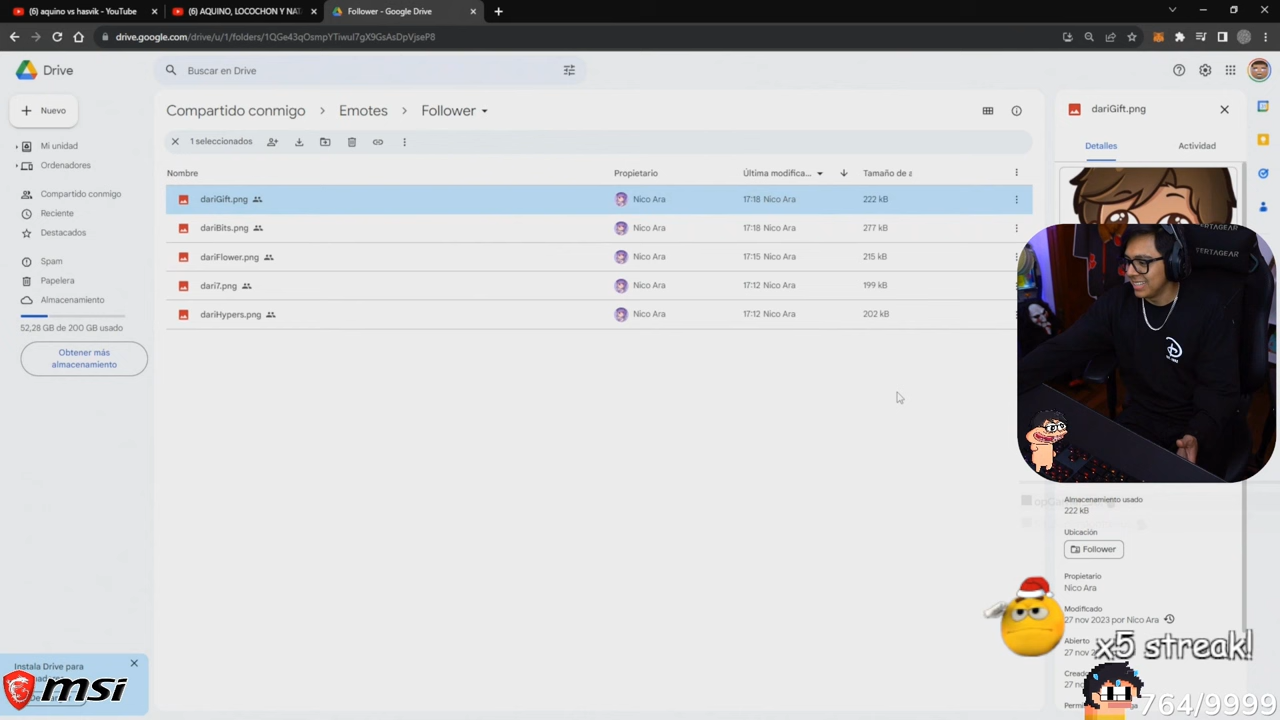 (6) aquino vs hasvik - YouTube
(6) AQUINO, LOCOCHON Y NAT
Follower - Google Drive
drive.google.com/drive/u/1/folders/1QGe43qOsmpYTiwuI7gX9GsAsDpVjseP8
Drive
Buscar en Drive
Nuevo
Compartido conmigo > Emotes > Follower
dariGift.png
1 seleccionados
Detalles
Actividad
Mi unidad
Ordenadores
Compartido conmigo
Reciente
Destacados
Spam
Papelera
Almacenamiento
52,28 GB de 200 GB usado
Obtener más
almacenamiento
Nombre Propietario Última modifica... Tamaño de a
dariGift.png Nico Ara 17:18 Nico Ara 222 kB
dariBits.png Nico Ara 17:18 Nico Ara 277 kB
dariFlower.png Nico Ara 17:15 Nico Ara 215 kB
dari7.png Nico Ara 17:12 Nico Ara 199 kB
dariHypers.png Nico Ara 17:12 Nico Ara 202 kB
Almacenamiento usado
222 kB
Ubicación
Follower
Propietario
Nico Ara
Modificado
27 nov 2023 por Nico Ara
Abierto
27 nov 2
Cread
27 nov
x5 streak!
764/9999
Instala Drive para
msi